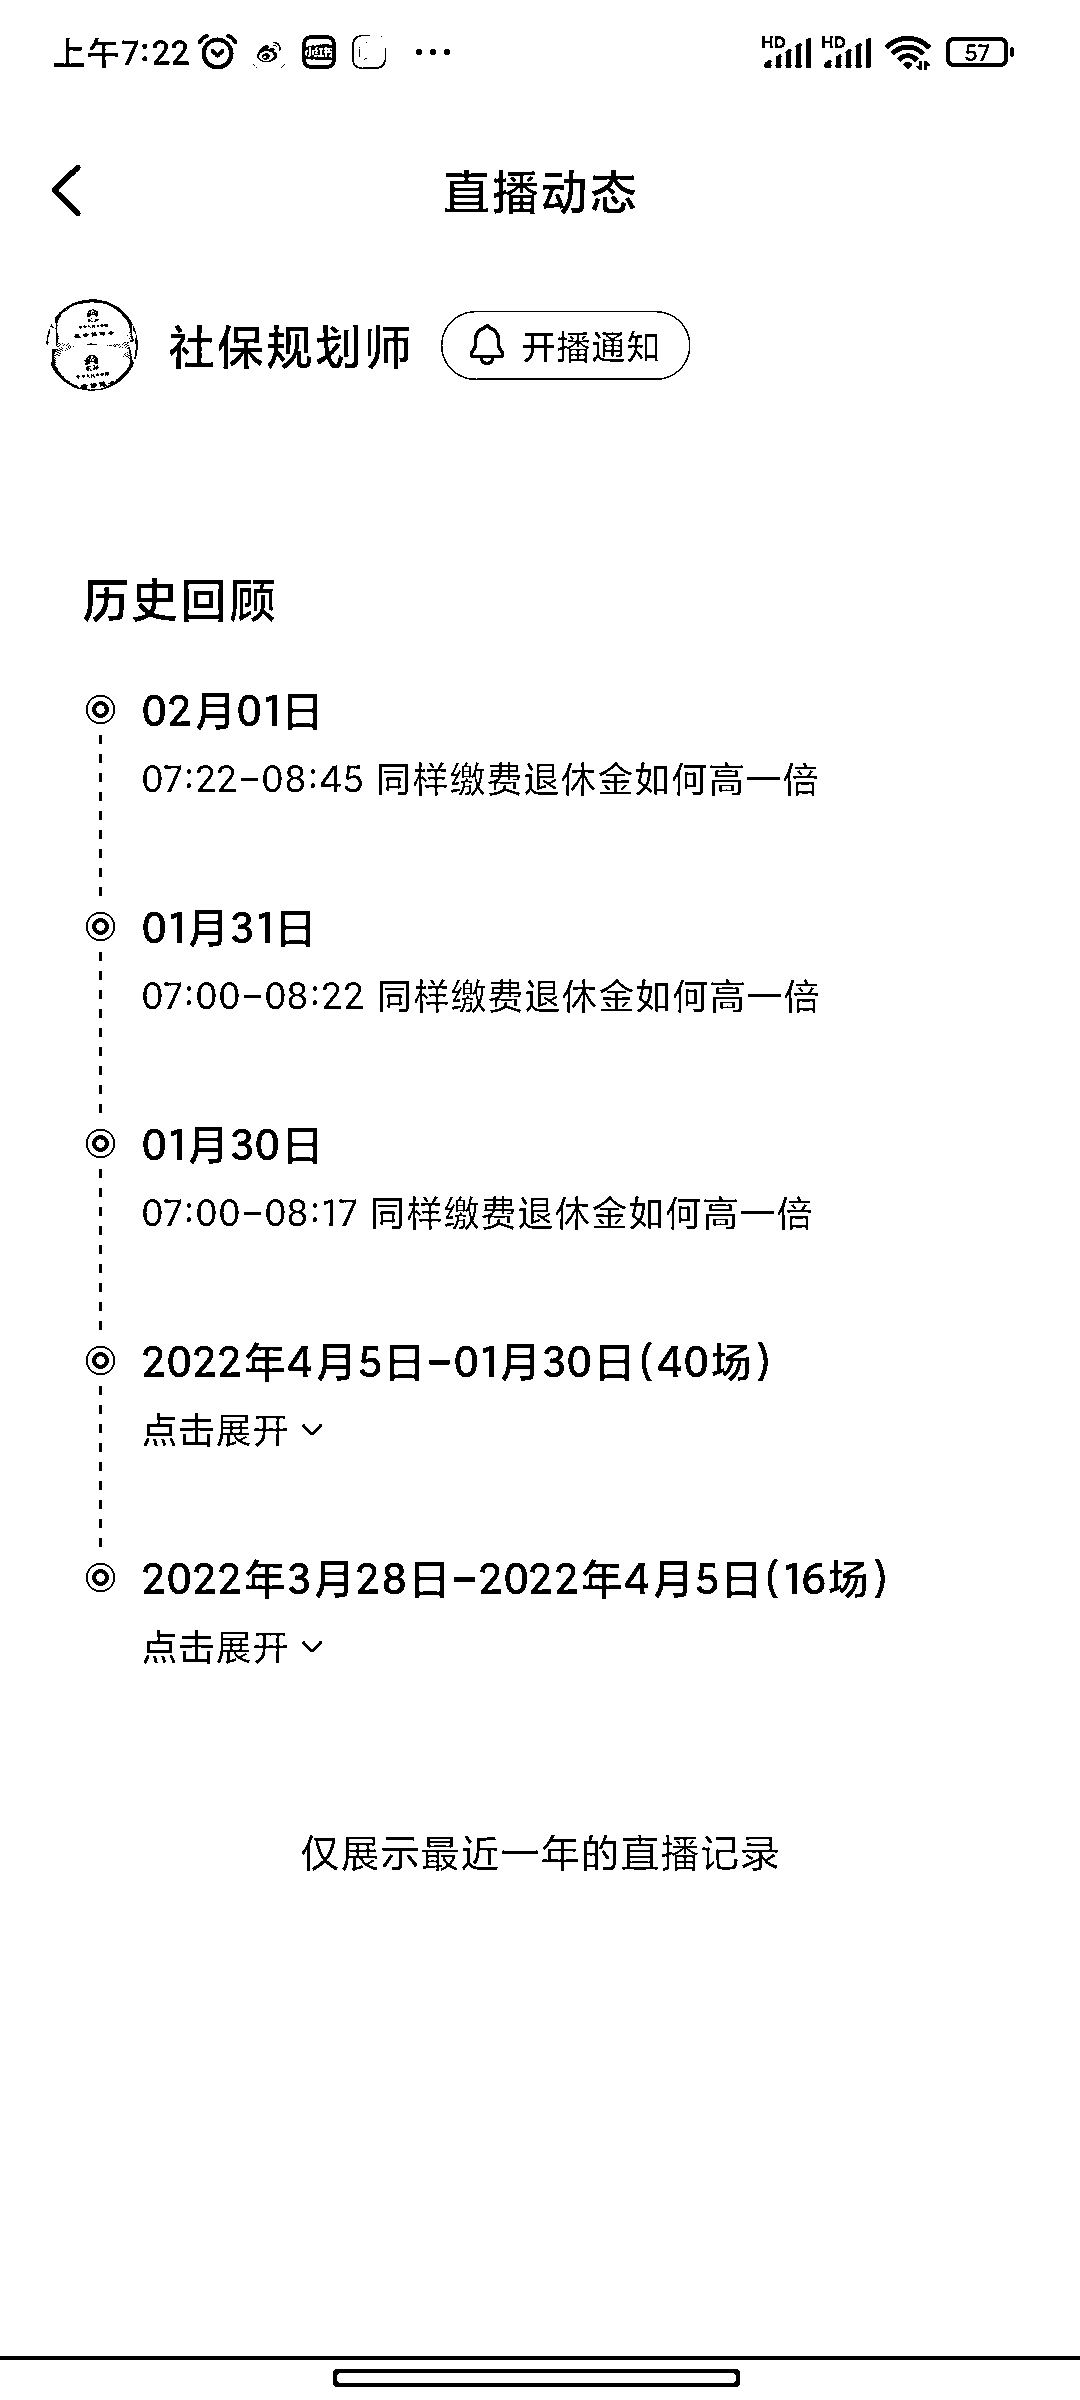 上午7:22
HD HD 57
直播动态
社保规划师 开播通知
历史回顾
02月01日
07:22-08:45 同样缴费退休金如何高一倍
01月31日
07:00-08:22 同样缴费退休金如何高一倍
01月30日
07:00-08:17 同样缴费退休金如何高一倍
2022年4月5日-01月30日(40场)
点击展开
2022年3月28日-2022年4月5日(16场)
点击展开
仅展示最近一年的直播记录